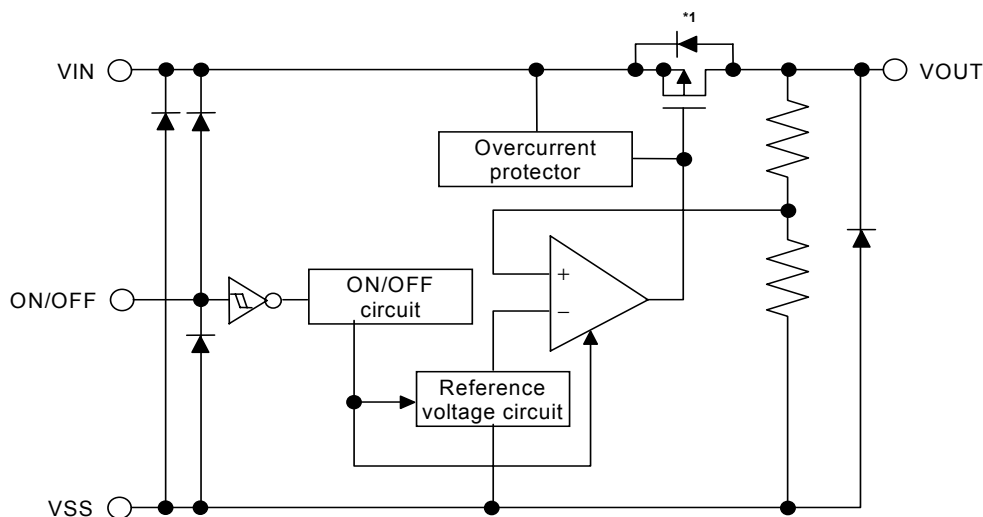 *1
VIN
VOUT
Overcurrent
protector
+
−
ON/OFF
ON/OFF
circuit
Reference
voltage circuit
VSS